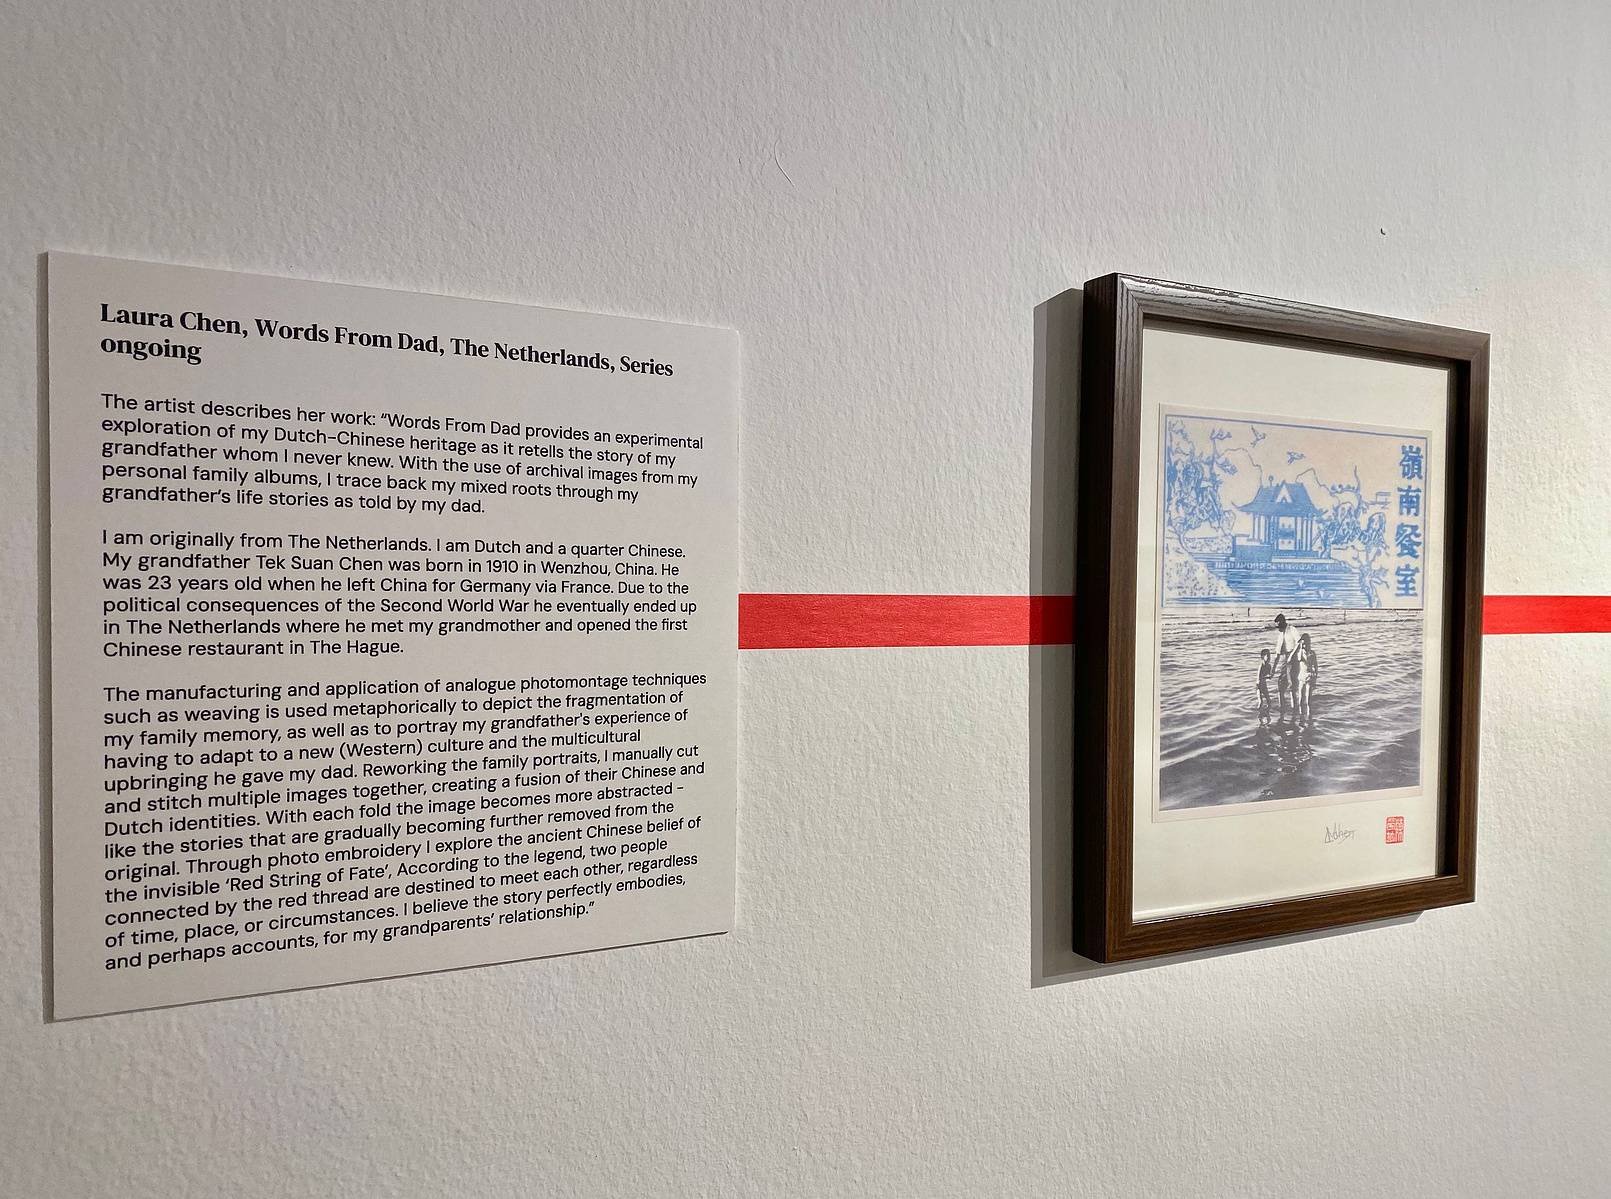 Laura Chen, Words From Dad, The Netherlands, Series
ongoing
The artist describes her work: “Words From Dad provides an experimental
exploration of my Dutch-Chinese heritage as it retells the story of my
grandfather whom I never knew. With the use of archival images from my
personal family albums, I trace back my mixed roots through my
grandfather's life stories as told by my dad.
I am originally from The Netherlands. I am Dutch and a quarter Chinese.
My grandfather Tek Suan Chen was born in 1910 in Wenzhou, China. He
was 23 years old when he left China for Germany via France. Due to the
political consequences of the Second World War he eventually ended up
in The Netherlands where he met my grandmother and opened the first
Chinese restaurant in The Hague.
The manufacturing and application of analogue photomontage techniques
such as weaving is used metaphorically to depict the fragmentation of
my family memory, as well as to portray my grandfather's experience of
having to adapt to a new (Western) culture and the multicultural
upbringing he gave my dad. Reworking the family portraits, I manually cut
and stitch multiple images together, creating a fusion of their Chinese and
Dutch identities. With each fold the image becomes more abstracted -
like the stories that are gradually becoming further removed from the
original. Through photo embroidery I explore the ancient Chinese belief of
the invisible ‘Red String of Fate’, According to the legend, two people
connected by the red thread are destined to meet each other, regardless
of time, place, or circumstances. I believe the story perfectly embodies,
and perhaps accounts, for my grandparents’ relationship.”
嶺南餐室